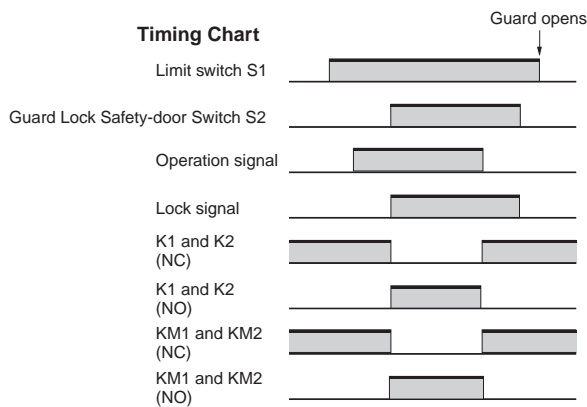 Guard opens
Timing Chart
Limit switch S1
Guard Lock Safety-door Switch S2
Operation signal
Lock signal
K1 and K2
(NC)
K1 and K2
(NO)
KM1 and KM2
(NC)
KM1 and KM2
(NO)